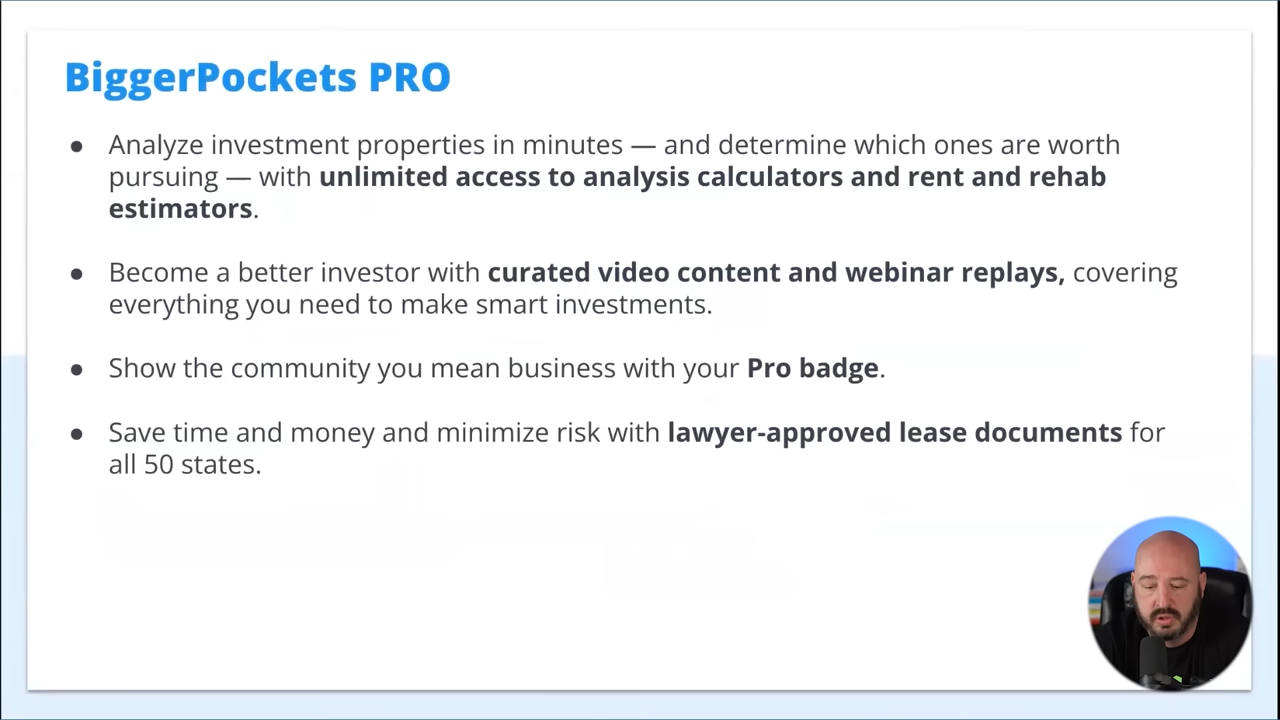 BiggerPockets PRO
● Analyze investment properties in minutes — and determine which ones are worth
pursuing — with unlimited access to analysis calculators and rent and rehab
estimators.
● Become a better investor with curated video content and webinar replays, covering
everything you need to make smart investments.
● Show the community you mean business with your Pro badge.
● Save time and money and minimize risk with lawyer-approved lease documents for
all 50 states.